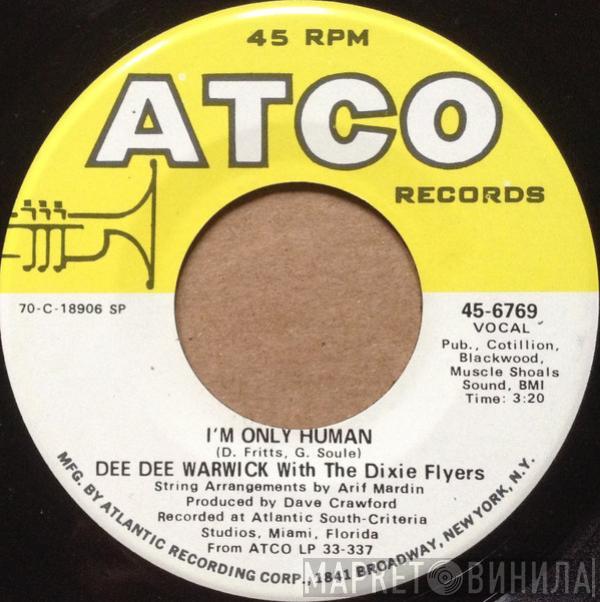 45 RPM
ATCO
RECORDS
70-C-18906 SP
45-6769
VOCAL
Pub., Cotillion,
Blackwood,
Muscle Shoals
Sound, BMI
Time: 3:20
I'M ONLY HUMAN
(D. Fritts, G. Soule)
DEE DEE WARWICK With The Dixie Flyers
String Arrangements by Arif Mardin
Produced by Dave Crawford
Recorded at Atlantic South-Criteria
Studios, Miami, Florida
From ATCO LP 33-337
MFG. BY ATLANTIC RECORDING CORP., 1841 BROADWAY, NEW YORK, N.Y.
МАРКЕТ ВИНИЛА